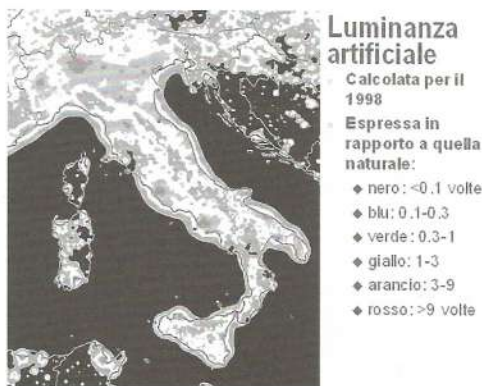 Luminanza
artificiale
Calcolata per il
1998
Espressa in
rapporto a quella
naturale:
◆ nero: <0.1 volte
◆ blu: 0.1-0.3
◆ verde: 0.3-1
◆ giallo: 1-3
◆ arancio: 3-9
◆ rosso: >9 volte